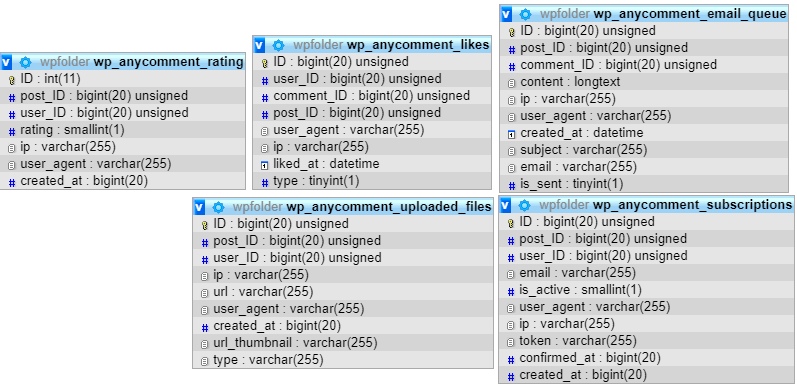 v wpfolder wp_anycomment_rating
ID : int(11)
post_ID : bigint(20) unsigned
user_ID : bigint(20) unsigned
rating : smallint(1)
ip : varchar(255)
user_agent : varchar(255)
created_at : bigint(20)
v wpfolder wp_anycomment_likes
ID : bigint(20) unsigned
user_ID : bigint(20) unsigned
comment_ID : bigint(20) unsigned
post_ID : bigint(20) unsigned
user_agent : varchar(255)
ip : varchar(255)
liked_at : datetime
type : tinyint(1)
v wpfolder wp_anycomment_email_queue
ID : bigint(20) unsigned
post_ID : bigint(20) unsigned
comment_ID : bigint(20) unsigned
content : longtext
ip : varchar(255)
user_agent : varchar(255)
created_at : datetime
subject : varchar(255)
email : varchar(255)
is_sent : tinyint(1)
v wpfolder wp_anycomment_uploaded_files
ID : bigint(20) unsigned
post_ID : bigint(20) unsigned
user_ID : bigint(20) unsigned
ip : varchar(255)
url : varchar(255)
user_agent : varchar(255)
created_at : bigint(20)
url_thumbnail : varchar(255)
type : varchar(255)
v wpfolder wp_anycomment_subscriptions
ID : bigint(20) unsigned
post_ID : bigint(20) unsigned
user_ID : bigint(20) unsigned
email : varchar(255)
is_active : smallint(1)
user_agent : varchar(255)
ip : varchar(255)
token : varchar(255)
confirmed_at : bigint(20)
created_at : bigint(20)